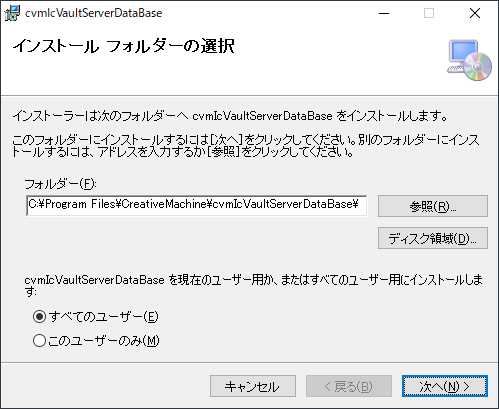 cvmIcVaultServerDataBase
インストール フォルダーの選択
インストーラーは次のフォルダーへ cvmIcVaultServerDataBase をインストールします。
このフォルダーにインストールするには[次へ]をクリックしてください。別のフォルダーにインス
トールするには、アドレスを入力するか[参照]をクリックしてください。
フォルダー(F):
C:¥Program Files¥CreativeMachine¥cvmIcVaultServerDataBase¥
参照(R)...
ディスク領域(D)...
cvmIcVaultServerDataBase を現在のユーザー用か、またはすべてのユーザー用にインストールしま
す:
すべてのユーザー(E)
このユーザーのみ(M)
キャンセル
< 戻る(B)
次へ(N) >